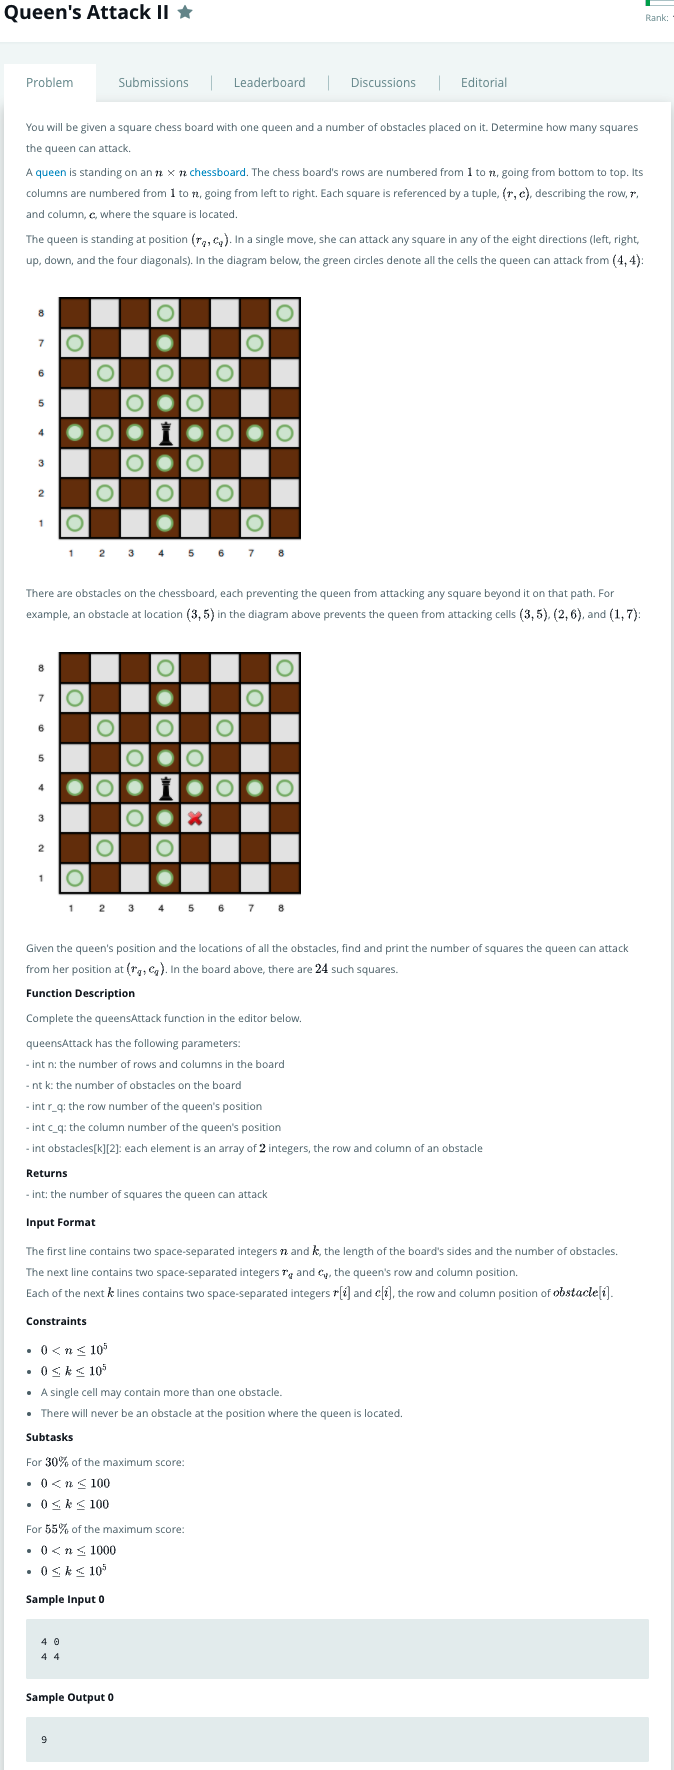 Queen's Attack II ★
Rank:
Problem
Submissions
Leaderboard
Discussions
Editorial
You will be given a square chess board with one queen and a number of obstacles placed on it. Determine how many squares
the queen can attack.
A queen is standing on an n × n chessboard. The chess board's rows are numbered from 1 to n, going from bottom to top. Its
columns are numbered from 1 to n, going from left to right. Each square is referenced by a tuple, (r, c), describing the row, r,
and column, c, where the square is located.
The queen is standing at position (r_q, c_q). In a single move, she can attack any square in any of the eight directions (left, right,
up, down, and the four diagonals). In the diagram below, the green circles denote all the cells the queen can attack from (4, 4):
8
7
6
5
4
3
2
1
1 2 3 4 5 6 7 8
There are obstacles on the chessboard, each preventing the queen from attacking any square beyond it on that path. For
example, an obstacle at location (3, 5) in the diagram above prevents the queen from attacking cells (3, 5), (2, 6), and (1, 7):
8
7
6
5
4
3
2
1
1 2 3 4 5 6 7 8
Given the queen's position and the locations of all the obstacles, find and print the number of squares the queen can attack
from her position at (r_q, c_q). In the board above, there are 24 such squares.
Function Description
Complete the queensAttack function in the editor below.
queensAttack has the following parameters:
- int n: the number of rows and columns in the board
- nt k: the number of obstacles on the board
- int r_q: the row number of the queen's position
- int c_q: the column number of the queen's position
- int obstacles[k][2]: each element is an array of 2 integers, the row and column of an obstacle
Returns
- int: the number of squares the queen can attack
Input Format
The first line contains two space-separated integers n and k, the length of the board's sides and the number of obstacles.
The next line contains two space-separated integers r_q and c_q, the queen's row and column position.
Each of the next k lines contains two space-separated integers r[i] and c[i], the row and column position of obstacle[i].
Constraints
• 0 < n ≤ 10⁵
• 0 ≤ k ≤ 10⁵
• A single cell may contain more than one obstacle.
• There will never be an obstacle at the position where the queen is located.
Subtasks
For 30% of the maximum score:
• 0 < n ≤ 100
• 0 ≤ k ≤ 100
For 55% of the maximum score:
• 0 < n ≤ 1000
• 0 ≤ k ≤ 10⁵
Sample Input 0
4 0
4 4
Sample Output 0
9